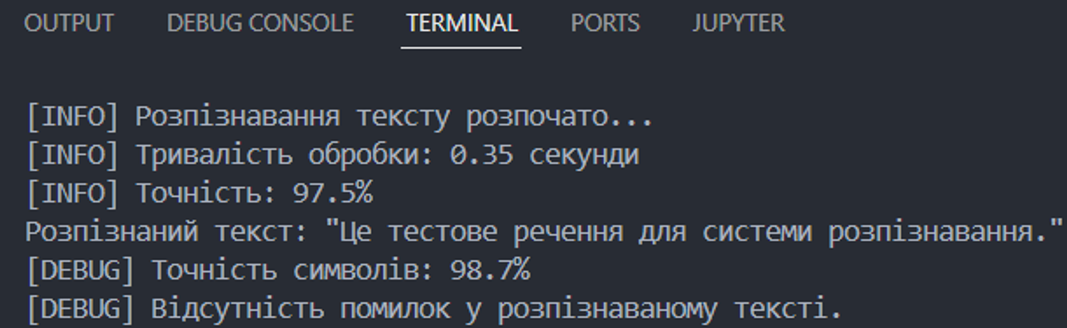 OUTPUT DEBUG CONSOLE TERMINAL PORTS JUPYTER
[INFO] Розпізнавання тексту розпочато...
[INFO] Тривалість обробки: 0.35 секунди
[INFO] Точність: 97.5%
Розпізнаний текст: "Це тестове речення для системи розпізнавання."
[DEBUG] Точність символів: 98.7%
[DEBUG] Відсутність помилок у розпізнаваному тексті.